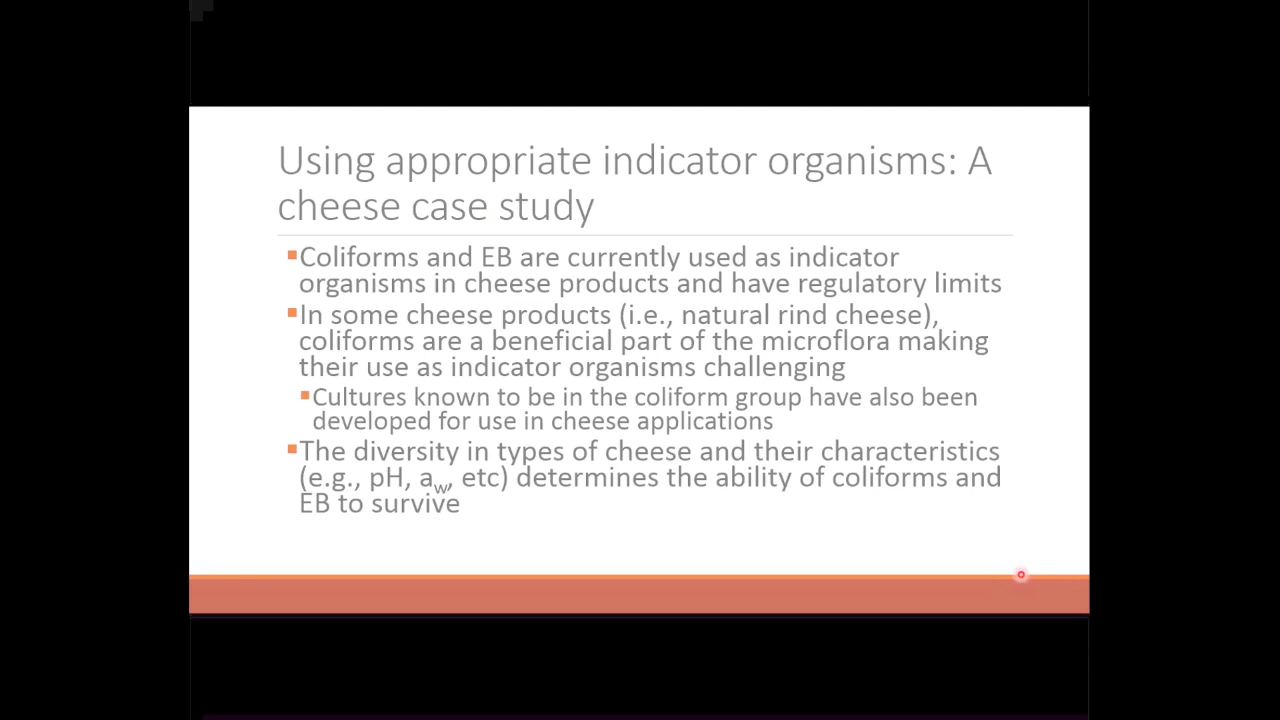 Using appropriate indicator organisms: A
cheese case study
▪Coliforms and EB are currently used as indicator
organisms in cheese products and have regulatory limits
▪In some cheese products (i.e., natural rind cheese),
coliforms are a beneficial part of the microflora making
their use as indicator organisms challenging
▪Cultures known to be in the coliform group have also been
developed for use in cheese applications
▪The diversity in types of cheese and their characteristics
(e.g., pH, aw, etc) determines the ability of coliforms and
EB to survive